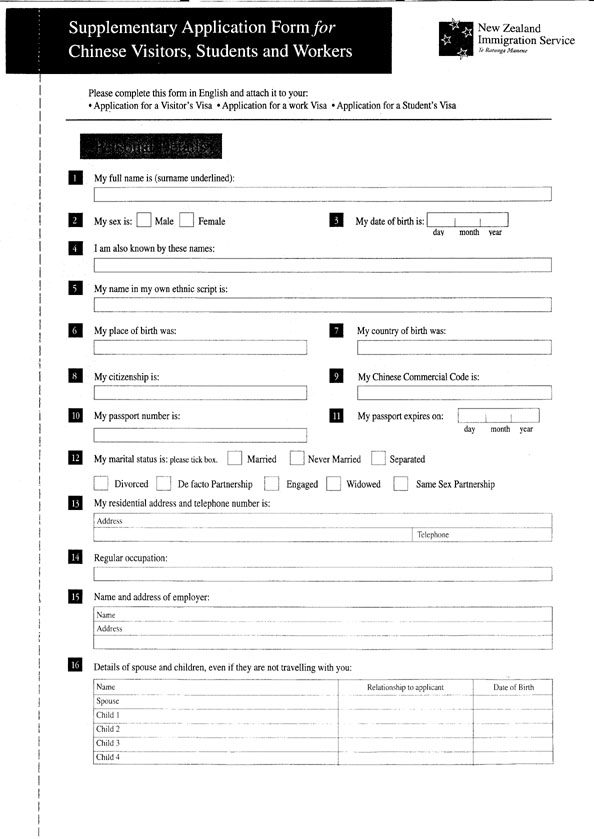 Supplementary Application Form for
Chinese Visitors, Students and Workers
New Zealand
Immigration Service
Te Ratonga Manene
Please complete this form in English and attach it to your:
• Application for a Visitor's Visa • Application for a work Visa • Application for a Student's Visa
Personal Details
1 My full name is (surname underlined):
2 My sex is: Male Female 3 My date of birth is:
day month year
4 I am also known by these names:
5 My name in my own ethnic script is:
6 My place of birth was: 7 My country of birth was:
8 My citizenship is: 9 My Chinese Commercial Code is:
10 My passport number is: 11 My passport expires on:
day month year
12 My marital status is: please tick box. Married Never Married Separated
Divorced De facto Partnership Engaged Widowed Same Sex Partnership
13 My residential address and telephone number is:
Address
Telephone
14 Regular occupation:
15 Name and address of employer:
Name
Address
16 Details of spouse and children, even if they are not travelling with you:
Name Relationship to applicant Date of Birth
Spouse
Child 1
Child 2
Child 3
Child 4